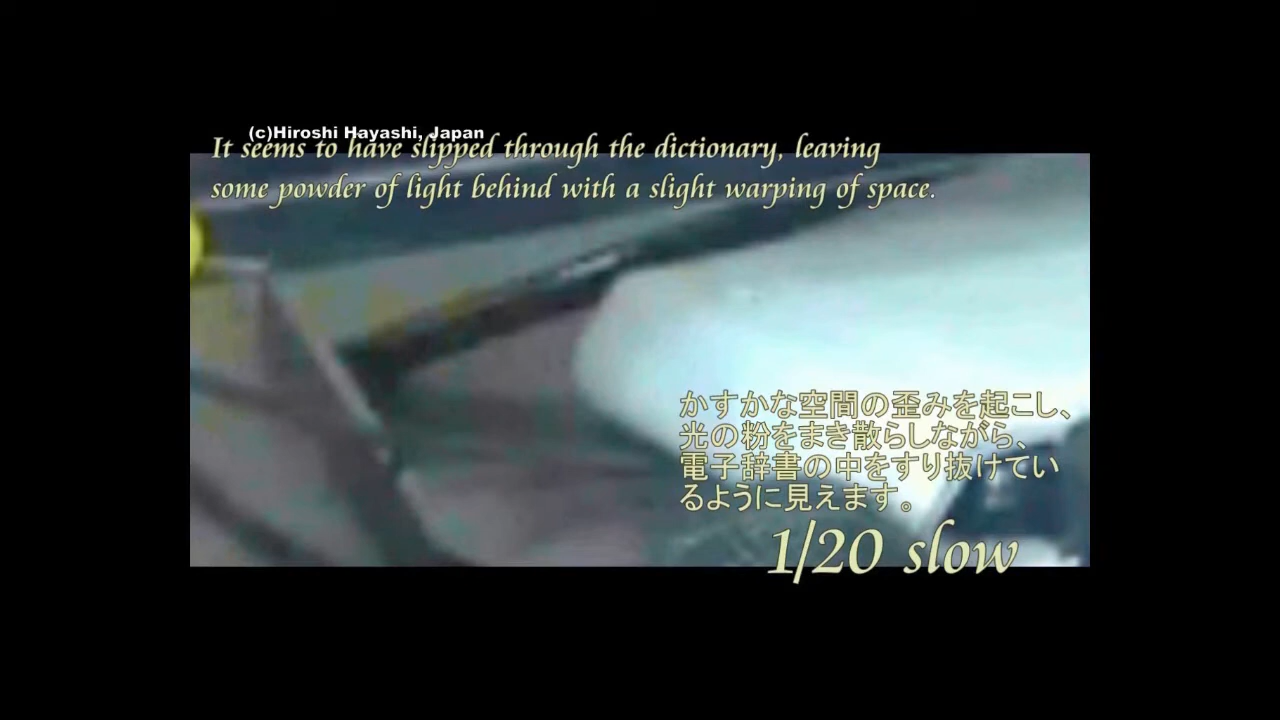 (c)Hiroshi Hayashi, Japan
It seems to have slipped through the dictionary, leaving
some powder of light behind with a slight warping of space.
かすかな空間の歪みを起こし、
光の粉をまき散らしながら、
電子辞書の中をすり抜けてい
るように見えます。
1/20 slow